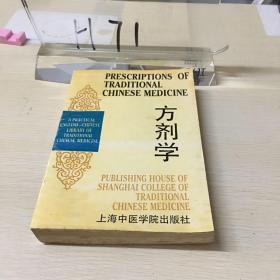 H71
PRESCRIPTIONS OF
TRADITIONAL
CHINESE MEDICINE
A PRACTICAL
ENGLISH-CHINESE
LIBRARY OF
TRADITIONAL
CHINESE MEDICINE
方剂学
PUBLISHING HOUSE OF
SHANGHAI COLLEGE OF
TRADITIONAL
CHINESE MEDICINE
上海中医学院出版社